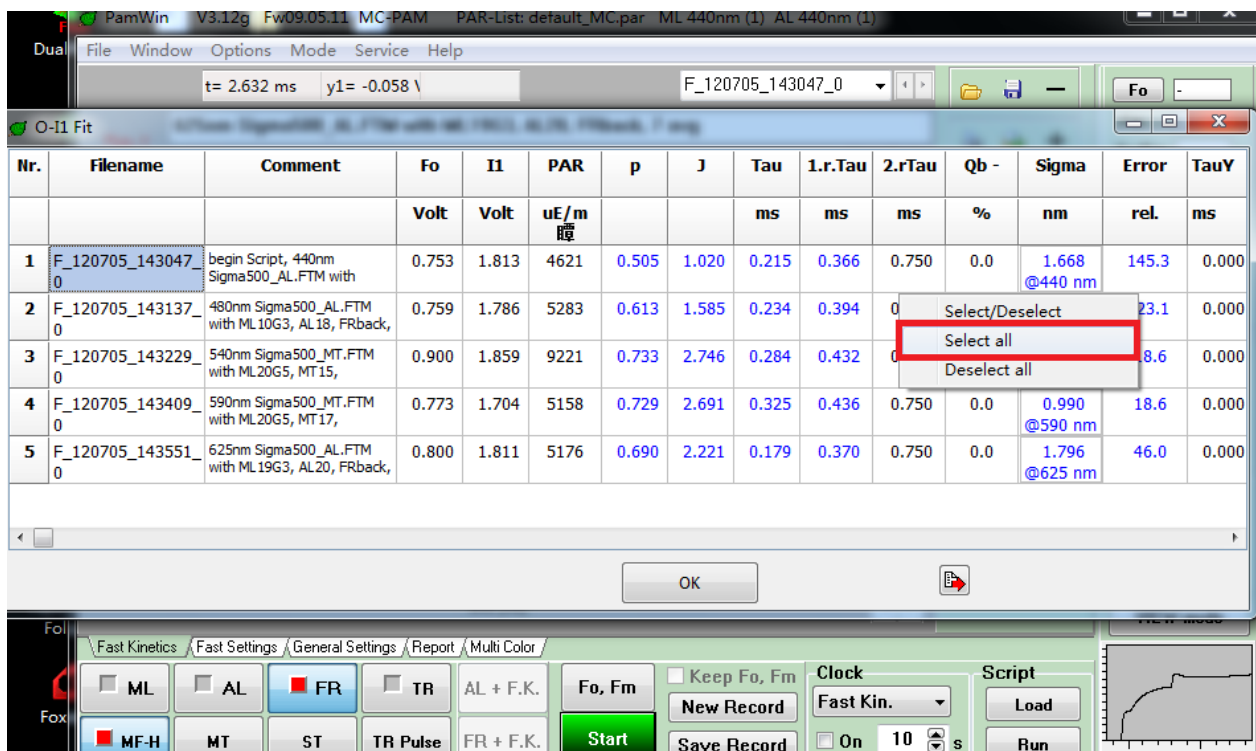 PamWin V3.12g Fw09.05.11 MC-PAM PAR-List: default_MC.par ML 440nm (1) AL 440nm (1)
Dual
File Window Options Mode Service Help
t= 2.632 ms y1= -0.058 V F_120705_143047_0 Fo -
O-I1 Fit
Nr. Filename Comment Fo I1 PAR p J Tau 1.r.Tau 2.rTau Qb - Sigma Error TauY
Volt Volt uE/m ms ms ms % nm rel. ms
1 F_120705_143047_ begin Script, 440nm 0.753 1.813 4621 0.505 1.020 0.215 0.366 0.750 0.0 1.668 145.3 0.000
0 Sigma500_AL.FTM with @440 nm
2 F_120705_143137_ 480nm Sigma500_AL.FTM 0.759 1.786 5283 0.613 1.585 0.234 0.394 23.1 0.000
0 with ML10G3, AL18, FRback,
Select/Deselect
Select all
Deselect all
3 F_120705_143229_ 540nm Sigma500_MT.FTM 0.900 1.859 9221 0.733 2.746 0.284 0.432 8.6 0.000
0 with ML20G5, MT15,
4 F_120705_143409_ 590nm Sigma500_MT.FTM 0.773 1.704 5158 0.729 2.691 0.325 0.436 0.750 0.0 0.990 18.6 0.000
0 with ML20G5, MT17, @590 nm
5 F_120705_143551_ 625nm Sigma500_AL.FTM 0.800 1.811 5176 0.690 2.221 0.179 0.370 0.750 0.0 1.796 46.0 0.000
0 with ML19G3, AL20, FRback, @625 nm
OK
Fol
Fast Kinetics Fast Settings General Settings Report Multi Color
ML AL FR TR AL + F.K. Fo, Fm Keep Fo, Fm Clock Script
New Record Fast Kin. Load
Fox
MF-H MT ST TR Pulse FR + F.K. Start Save Record On 10 s Run